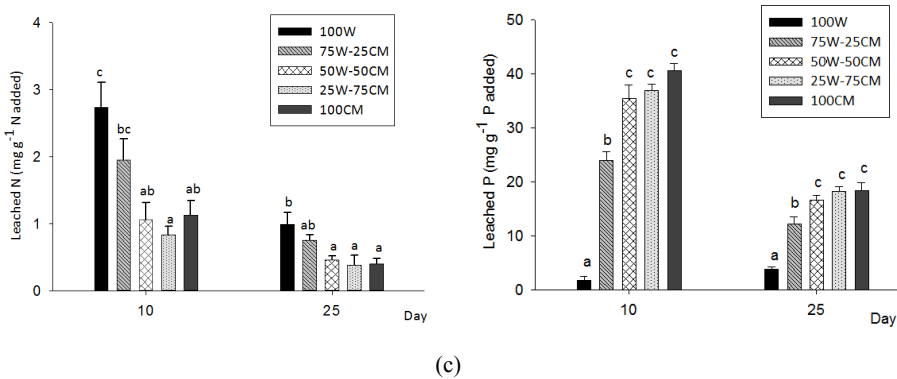 Leached N (mg g-1 N added)
4
3
2
1
0
100W
75W-25CM
50W-50CM
25W-75CM
100CM
c
bc
ab
a
ab
b
ab
a
a
a
10
25
Day
Leached P (mg g-1 P added)
50
40
30
20
10
0
100W
75W-25CM
50W-50CM
25W-75CM
100CM
a
b
c
c
c
a
b
c
c
c
10
25
Day
(c)